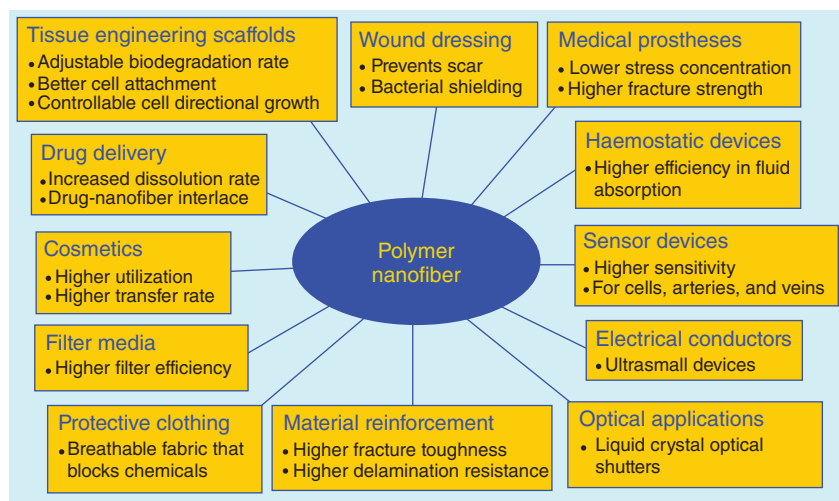 Tissue engineering scaffolds
• Adjustable biodegradation rate
• Better cell attachment
• Controllable cell directional growth
Wound dressing
• Prevents scar
• Bacterial shielding
Medical prostheses
• Lower stress concentration
• Higher fracture strength
Drug delivery
• Increased dissolution rate
• Drug-nanofiber interlace
Haemostatic devices
• Higher efficiency in fluid
absorption
Cosmetics
• Higher utilization
• Higher transfer rate
Polymer
nanofiber
Sensor devices
• Higher sensitivity
• For cells, arteries, and veins
Filter media
• Higher filter efficiency
Electrical conductors
• Ultrasmall devices
Protective clothing
• Breathable fabric that
blocks chemicals
Material reinforcement
• Higher fracture toughness
• Higher delamination resistance
Optical applications
• Liquid crystal optical
shutters